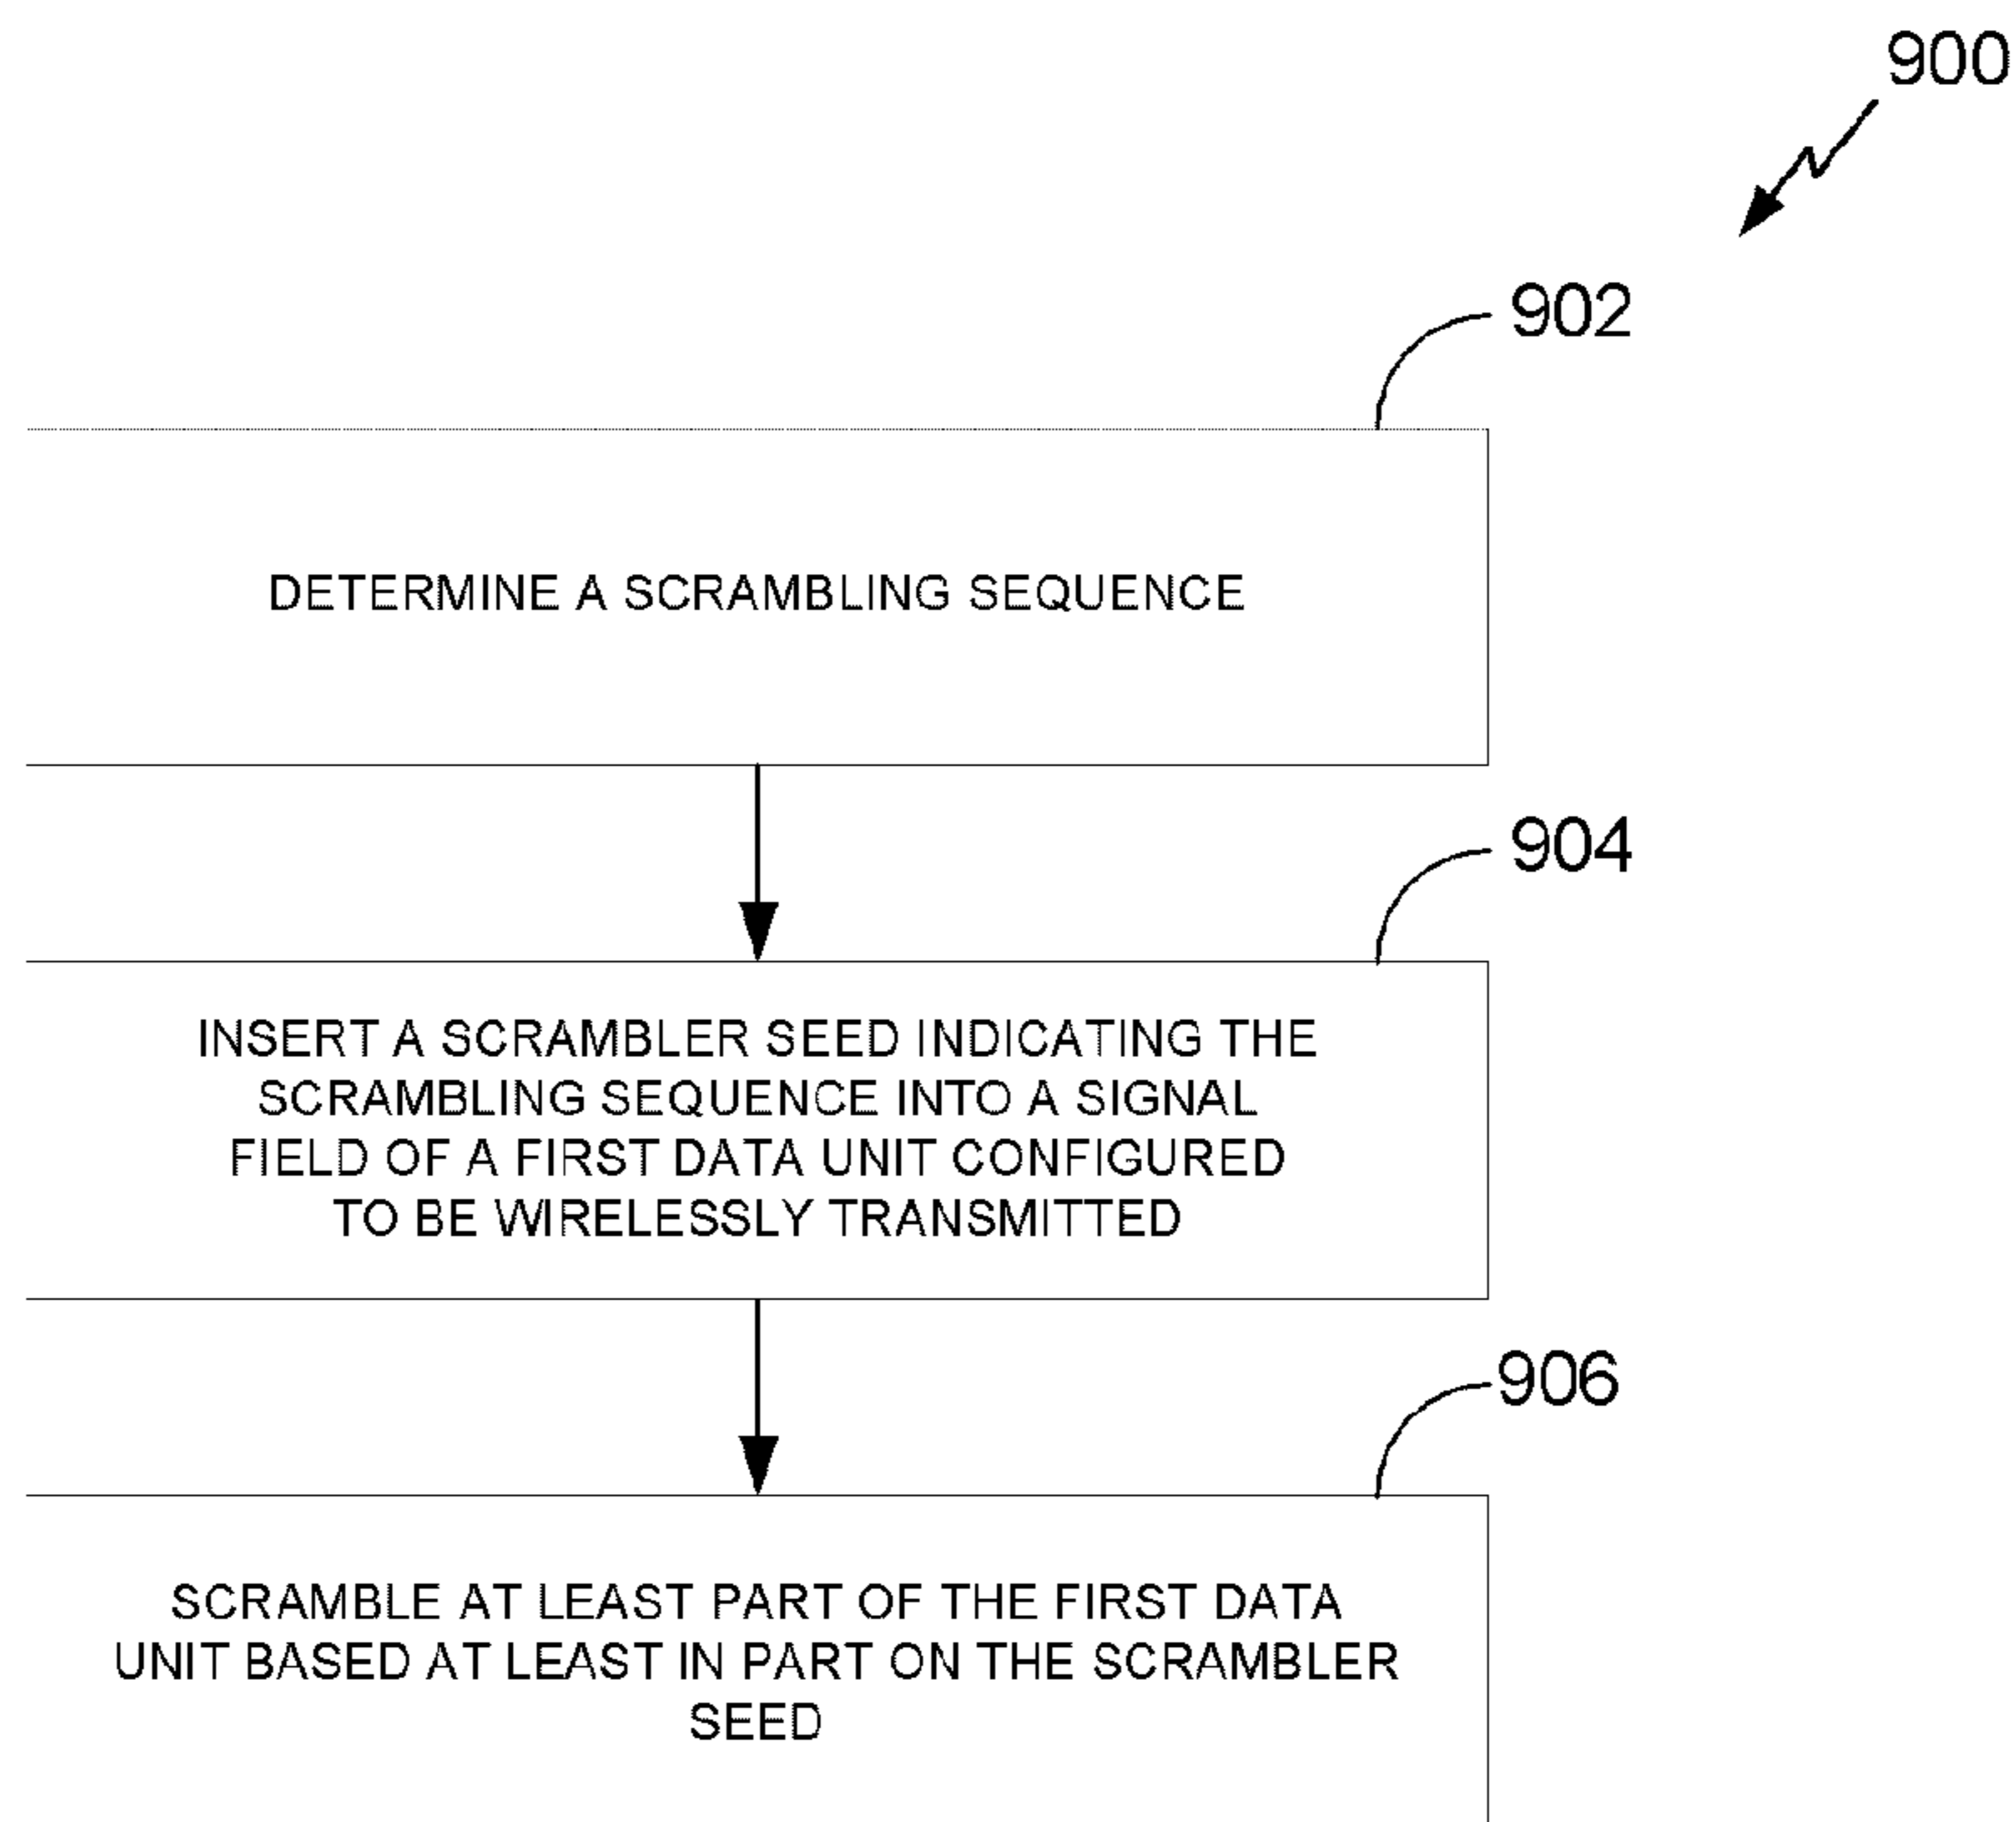 900
902
DETERMINE A SCRAMBLING SEQUENCE
904
INSERT A SCRAMBLER SEED INDICATING THE
SCRAMBLING SEQUENCE INTO A SIGNAL
FIELD OF A FIRST DATA UNIT CONFIGURED
TO BE WIRELESSLY TRANSMITTED
906
SCRAMBLE AT LEAST PART OF THE FIRST DATA
UNIT BASED AT LEAST IN PART ON THE SCRAMBLER
SEED